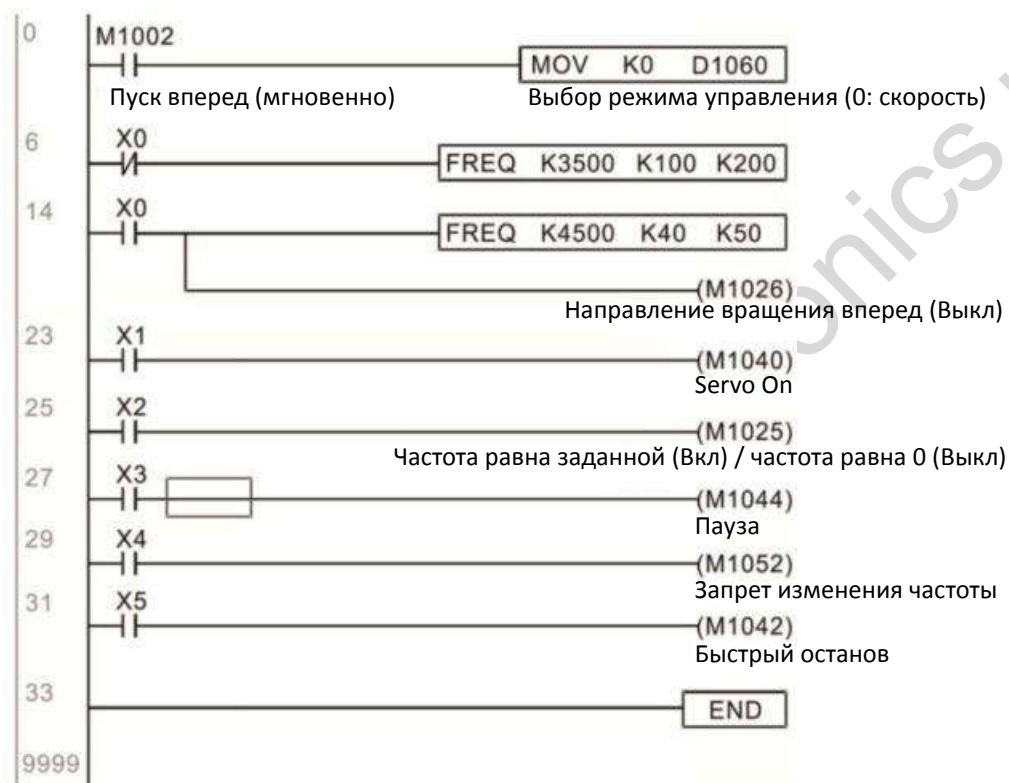 0 M1002
MOV K0 D1060
Пуск вперед (мгновенно) Выбор режима управления (0: скорость)
6 X0
FREQ K3500 K100 K200
14 X0
FREQ K4500 K40 K50
(M1026)
Направление вращения вперед (Выкл)
23 X1
(M1040)
Servo On
25 X2
(M1025)
Частота равна заданной (Вкл) / частота равна 0 (Выкл)
27 X3
(M1044)
Пауза
29 X4
(M1052)
Запрет изменения частоты
31 X5
(M1042)
Быстрый останов
33
END
9999